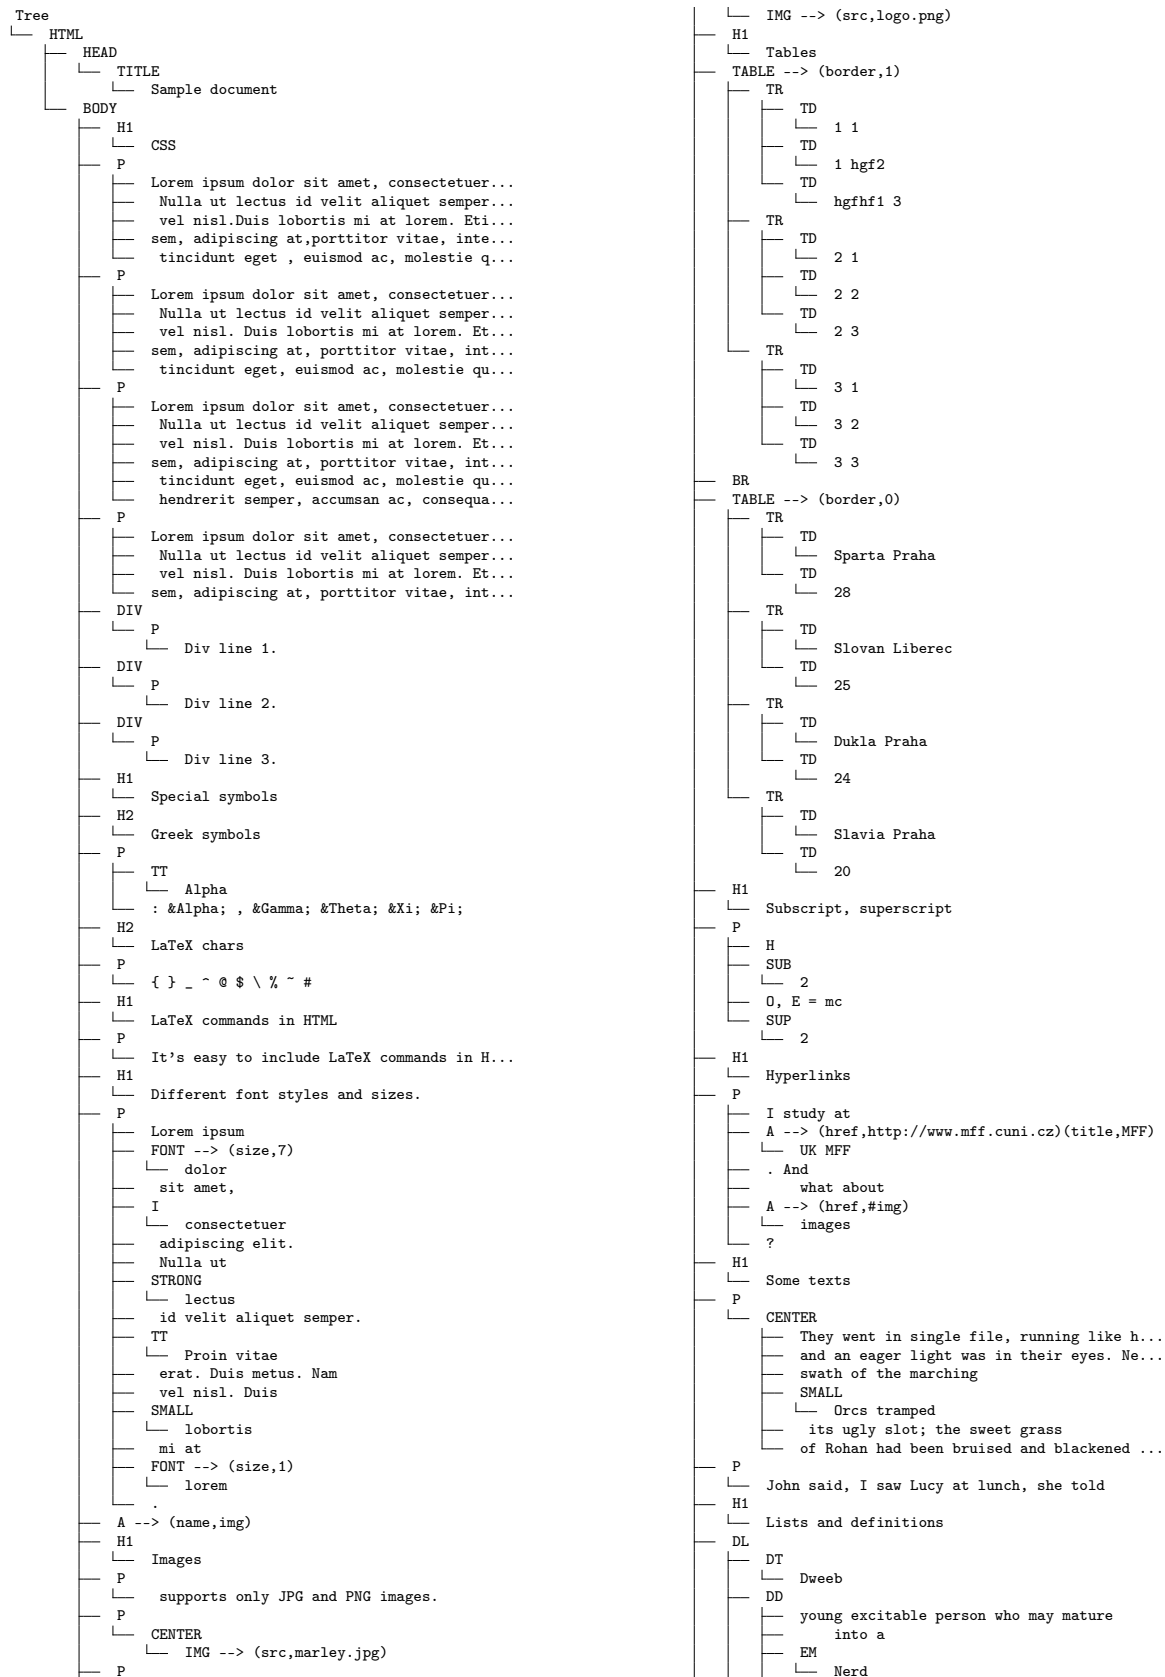 Tree
HTML
HEAD
TITLE
Sample document
BODY
H1
CSS
P
Lorem ipsum dolor sit amet, consectetuer...
Nulla ut lectus id velit aliquet semper...
vel nisl.Duis lobortis mi at lorem. Eti...
sem, adipiscing at,porttitor vitae, inte...
tincidunt eget , euismod ac, molestie q...
P
Lorem ipsum dolor sit amet, consectetuer...
Nulla ut lectus id velit aliquet semper...
vel nisl. Duis lobortis mi at lorem. Et...
sem, adipiscing at, porttitor vitae, int...
tincidunt eget, euismod ac, molestie qu...
P
Lorem ipsum dolor sit amet, consectetuer...
Nulla ut lectus id velit aliquet semper...
vel nisl. Duis lobortis mi at lorem. Et...
sem, adipiscing at, porttitor vitae, int...
tincidunt eget, euismod ac, molestie qu...
hendrerit semper, accumsan ac, consequa...
P
Lorem ipsum dolor sit amet, consectetuer...
Nulla ut lectus id velit aliquet semper...
vel nisl. Duis lobortis mi at lorem. Et...
sem, adipiscing at, porttitor vitae, int...
DIV
P
Div line 1.
DIV
P
Div line 2.
DIV
P
Div line 3.
H1
Special symbols
H2
Greek symbols
P
TT
Alpha
: &Alpha; , &Gamma; &Theta; &Xi; &Pi;
H2
LaTeX chars
P
{ } _ ^ @ $ \ % ~ #
H1
LaTeX commands in HTML
P
It's easy to include LaTeX commands in H...
H1
Different font styles and sizes.
P
Lorem ipsum
FONT --> (size,7)
dolor
sit amet,
I
consectetuer
adipiscing elit.
Nulla ut
STRONG
lectus
id velit aliquet semper.
TT
Proin vitae
erat. Duis metus. Nam
vel nisl. Duis
SMALL
lobortis
mi at
FONT --> (size,1)
lorem
.
A --> (name,img)
H1
Images
P
supports only JPG and PNG images.
P
CENTER
IMG --> (src,marley.jpg)
P
IMG --> (src,logo.png)
H1
Tables
TABLE --> (border,1)
TR
TD
1 1
TD
1 hgf2
TD
hgfhf1 3
TR
TD
2 1
TD
2 2
TD
2 3
TR
TD
3 1
TD
3 2
TD
3 3
BR
TABLE --> (border,0)
TR
TD
Sparta Praha
TD
28
TR
TD
Slovan Liberec
TD
25
TR
TD
Dukla Praha
TD
24
TR
TD
Slavia Praha
TD
20
H1
Subscript, superscript
P
H
SUB
2
O, E = mc
SUP
2
H1
Hyperlinks
P
I study at
A --> (href,http://www.mff.cuni.cz)(title,MFF)
UK MFF
. And
what about
A --> (href,#img)
images
?
H1
Some texts
P
CENTER
They went in single file, running like h...
and an eager light was in their eyes. Ne...
swath of the marching
SMALL
Orcs tramped
its ugly slot; the sweet grass
of Rohan had been bruised and blackened ...
P
John said, I saw Lucy at lunch, she told
H1
Lists and definitions
DL
DT
Dweeb
DD
young excitable person who may mature
into a
EM
Nerd